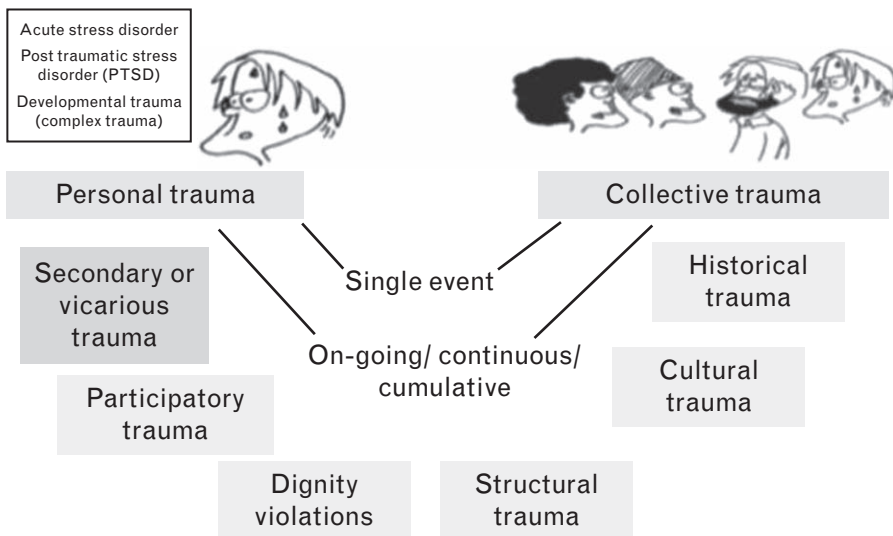 Acute stress disorder
Post traumatic stress
disorder (PTSD)
Developmental trauma
(complex trauma)
Personal trauma
Collective trauma
Single event
On-going/ continuous/
cumulative
Secondary or
vicarious
trauma
Participatory
trauma
Dignity
violations
Structural
trauma
Historical
trauma
Cultural
trauma